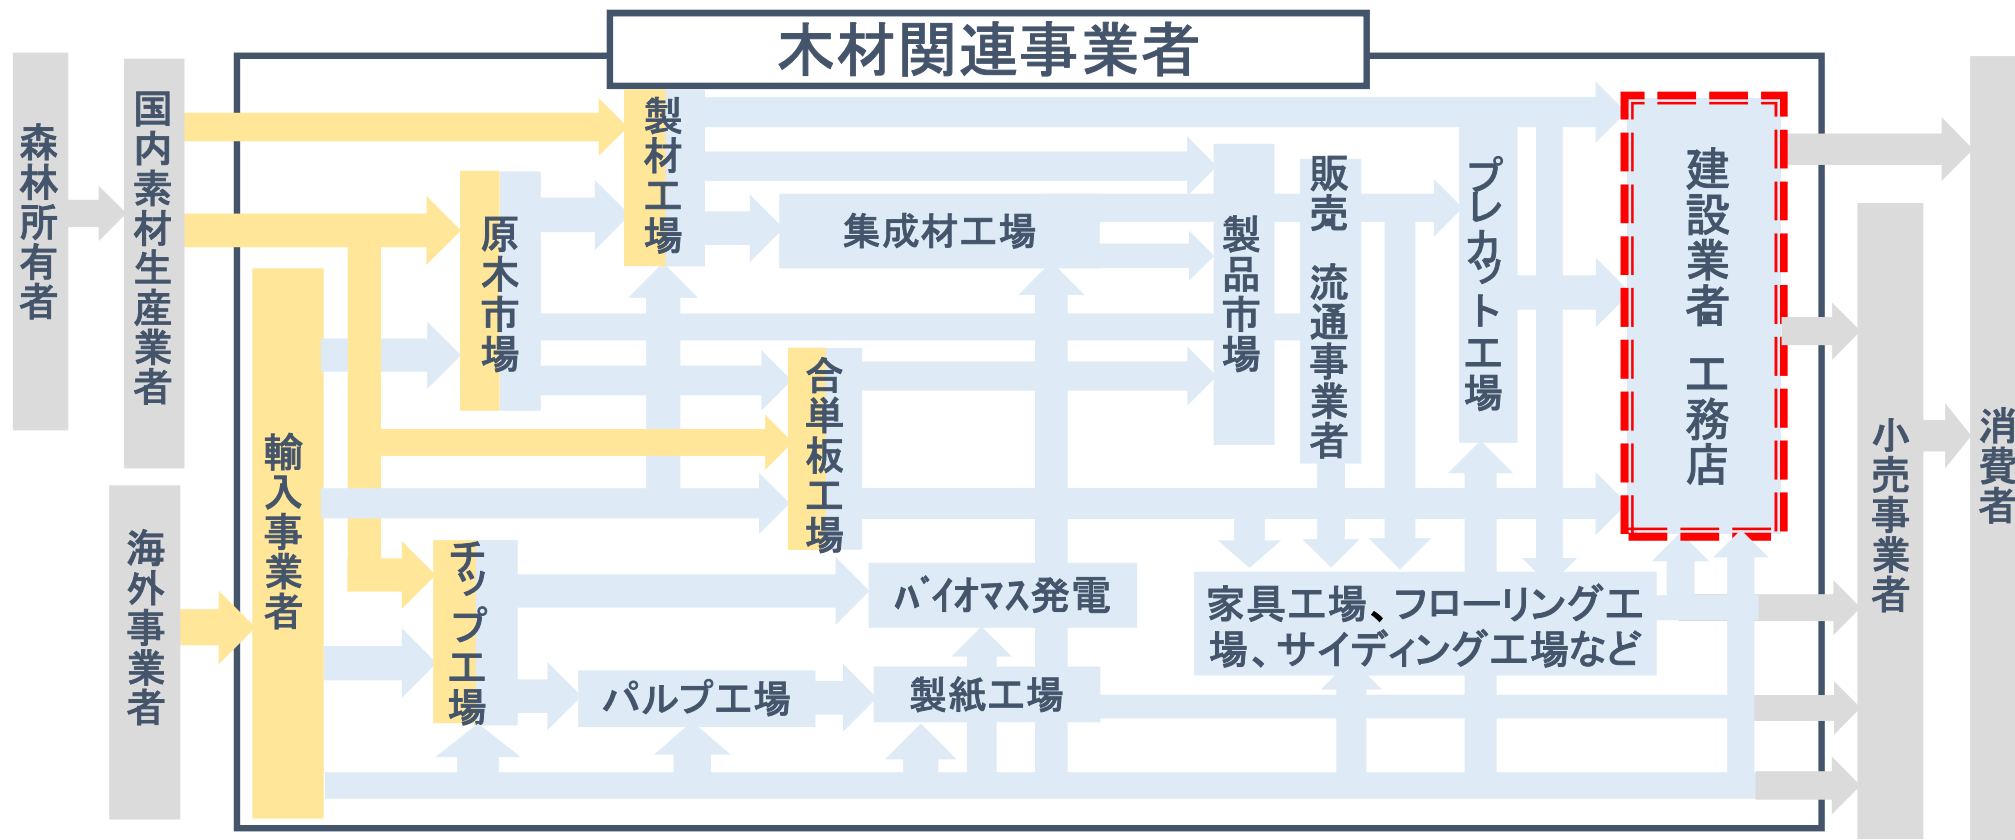 木材関連事業者
森林所有者
国内素材生産業者
海外事業者
輸入事業者
原木市場
製材工場
集成材工場
合単板工場
チップ工場
パルプ工場
製紙工場
バイオマス発電
製品市場
販売 流通事業者
プレカット工場
家具工場、フローリング工
場、サイディング工場など
建設業者・工務店
小売事業者
消費者